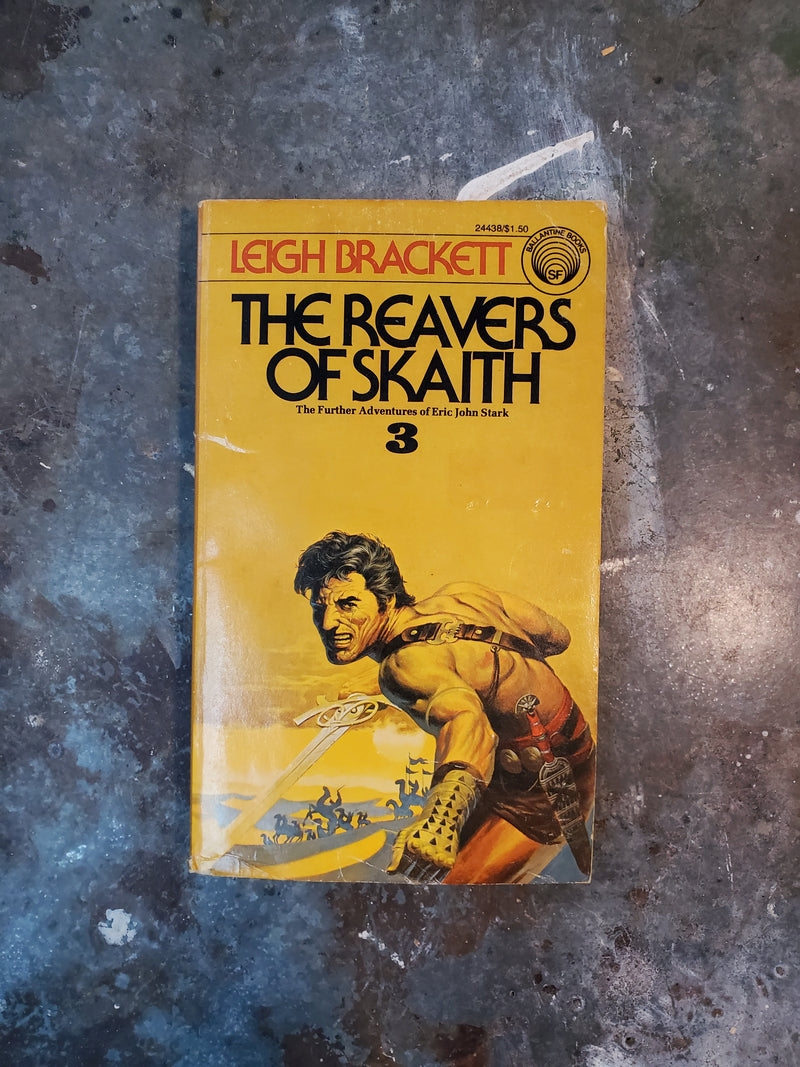 24438/$1.50
LEIGH BRACKETT
BALLANTINE BOOKS
SF
THE REAVERS
OF SKAITH
The Further Adventures of Eric John Stark
3